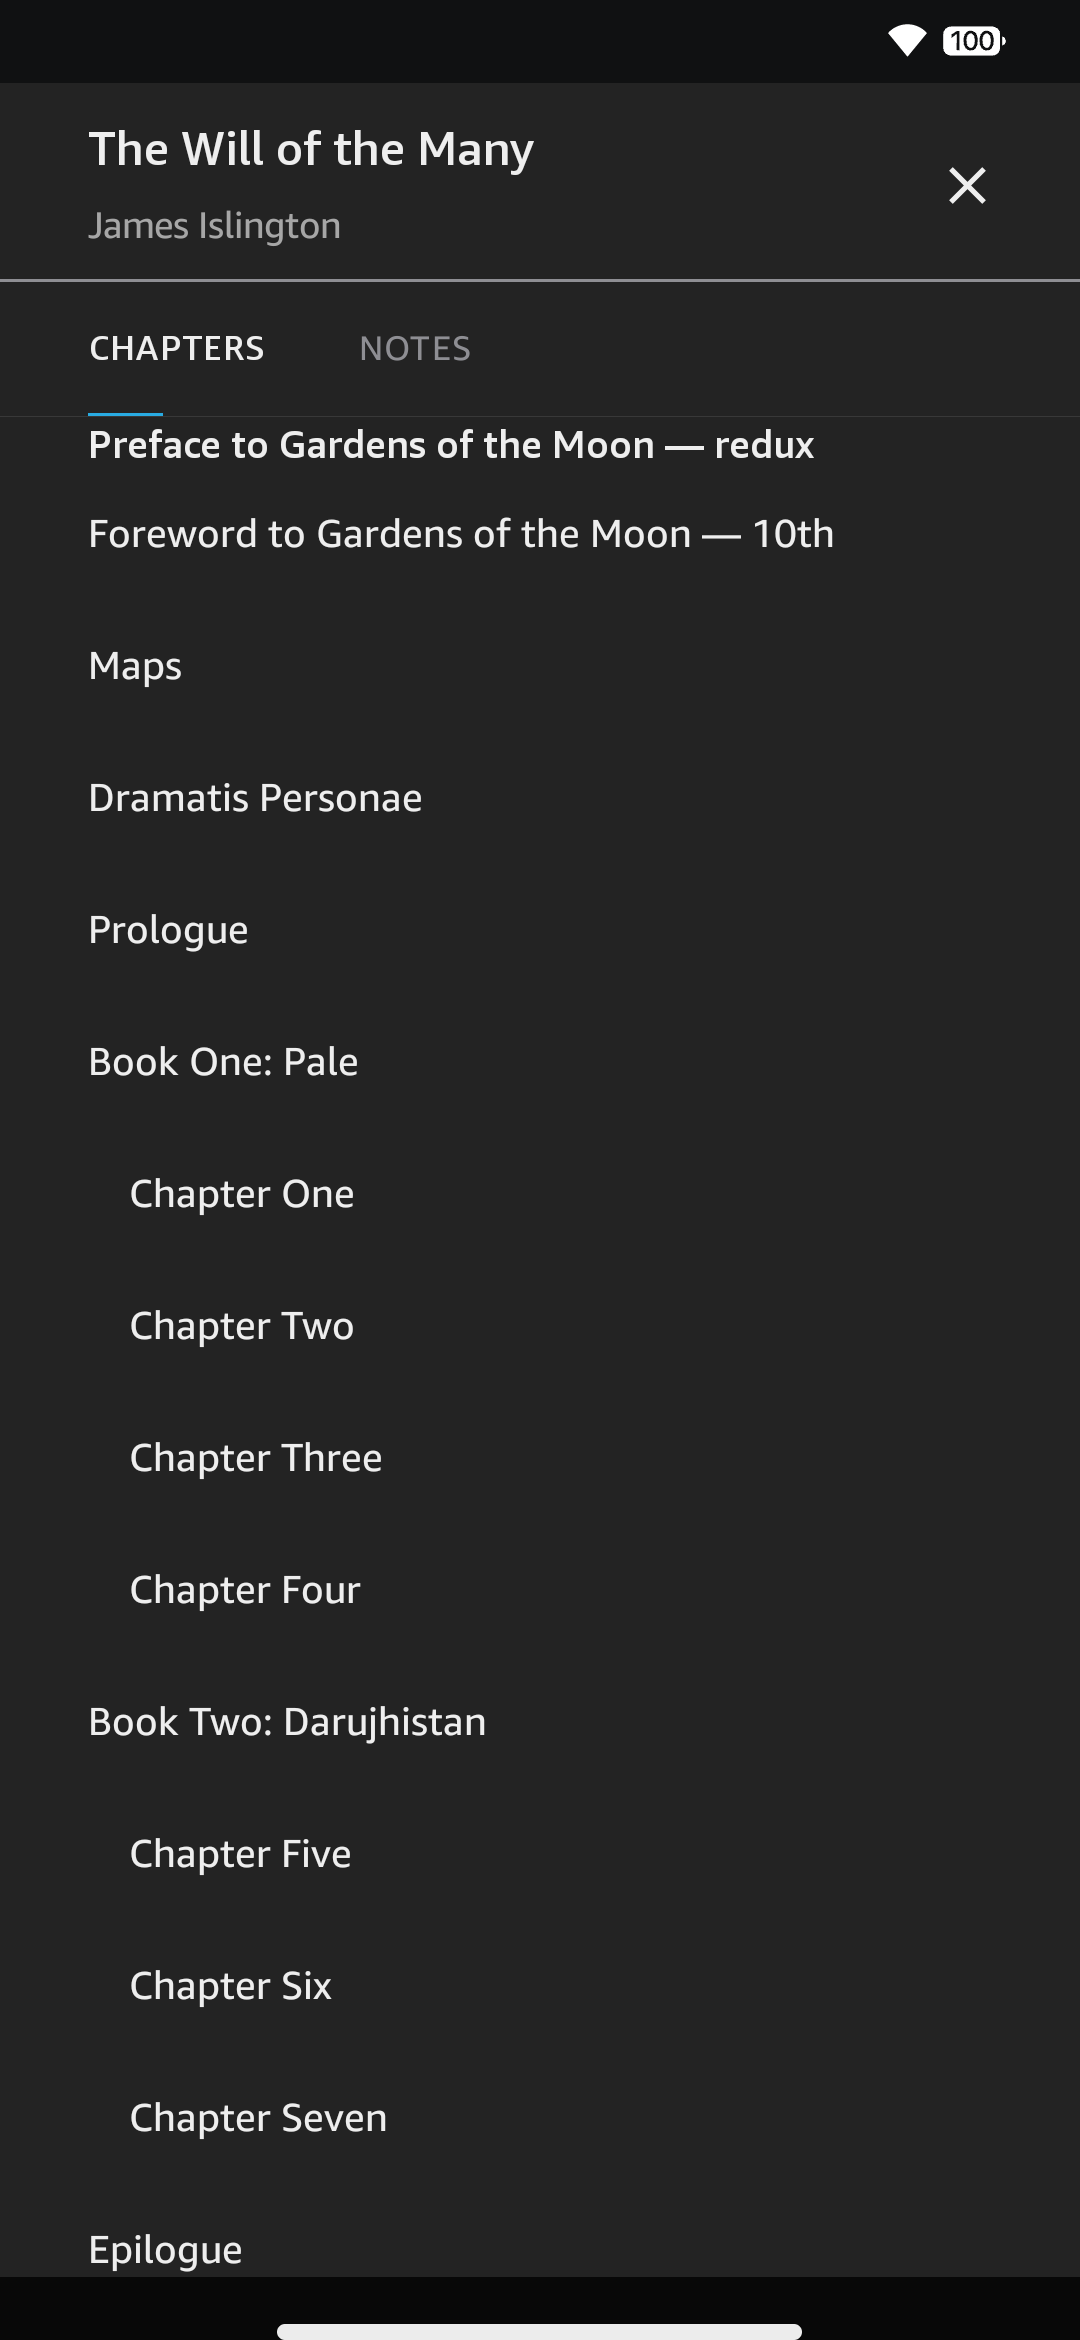 100
The Will of the Many
James Islington
CHAPTERS NOTES
Preface to Gardens of the Moon — redux
Foreword to Gardens of the Moon — 10th
Maps
Dramatis Personae
Prologue
Book One: Pale
Chapter One
Chapter Two
Chapter Three
Chapter Four
Book Two: Darujhistan
Chapter Five
Chapter Six
Chapter Seven
Epilogue